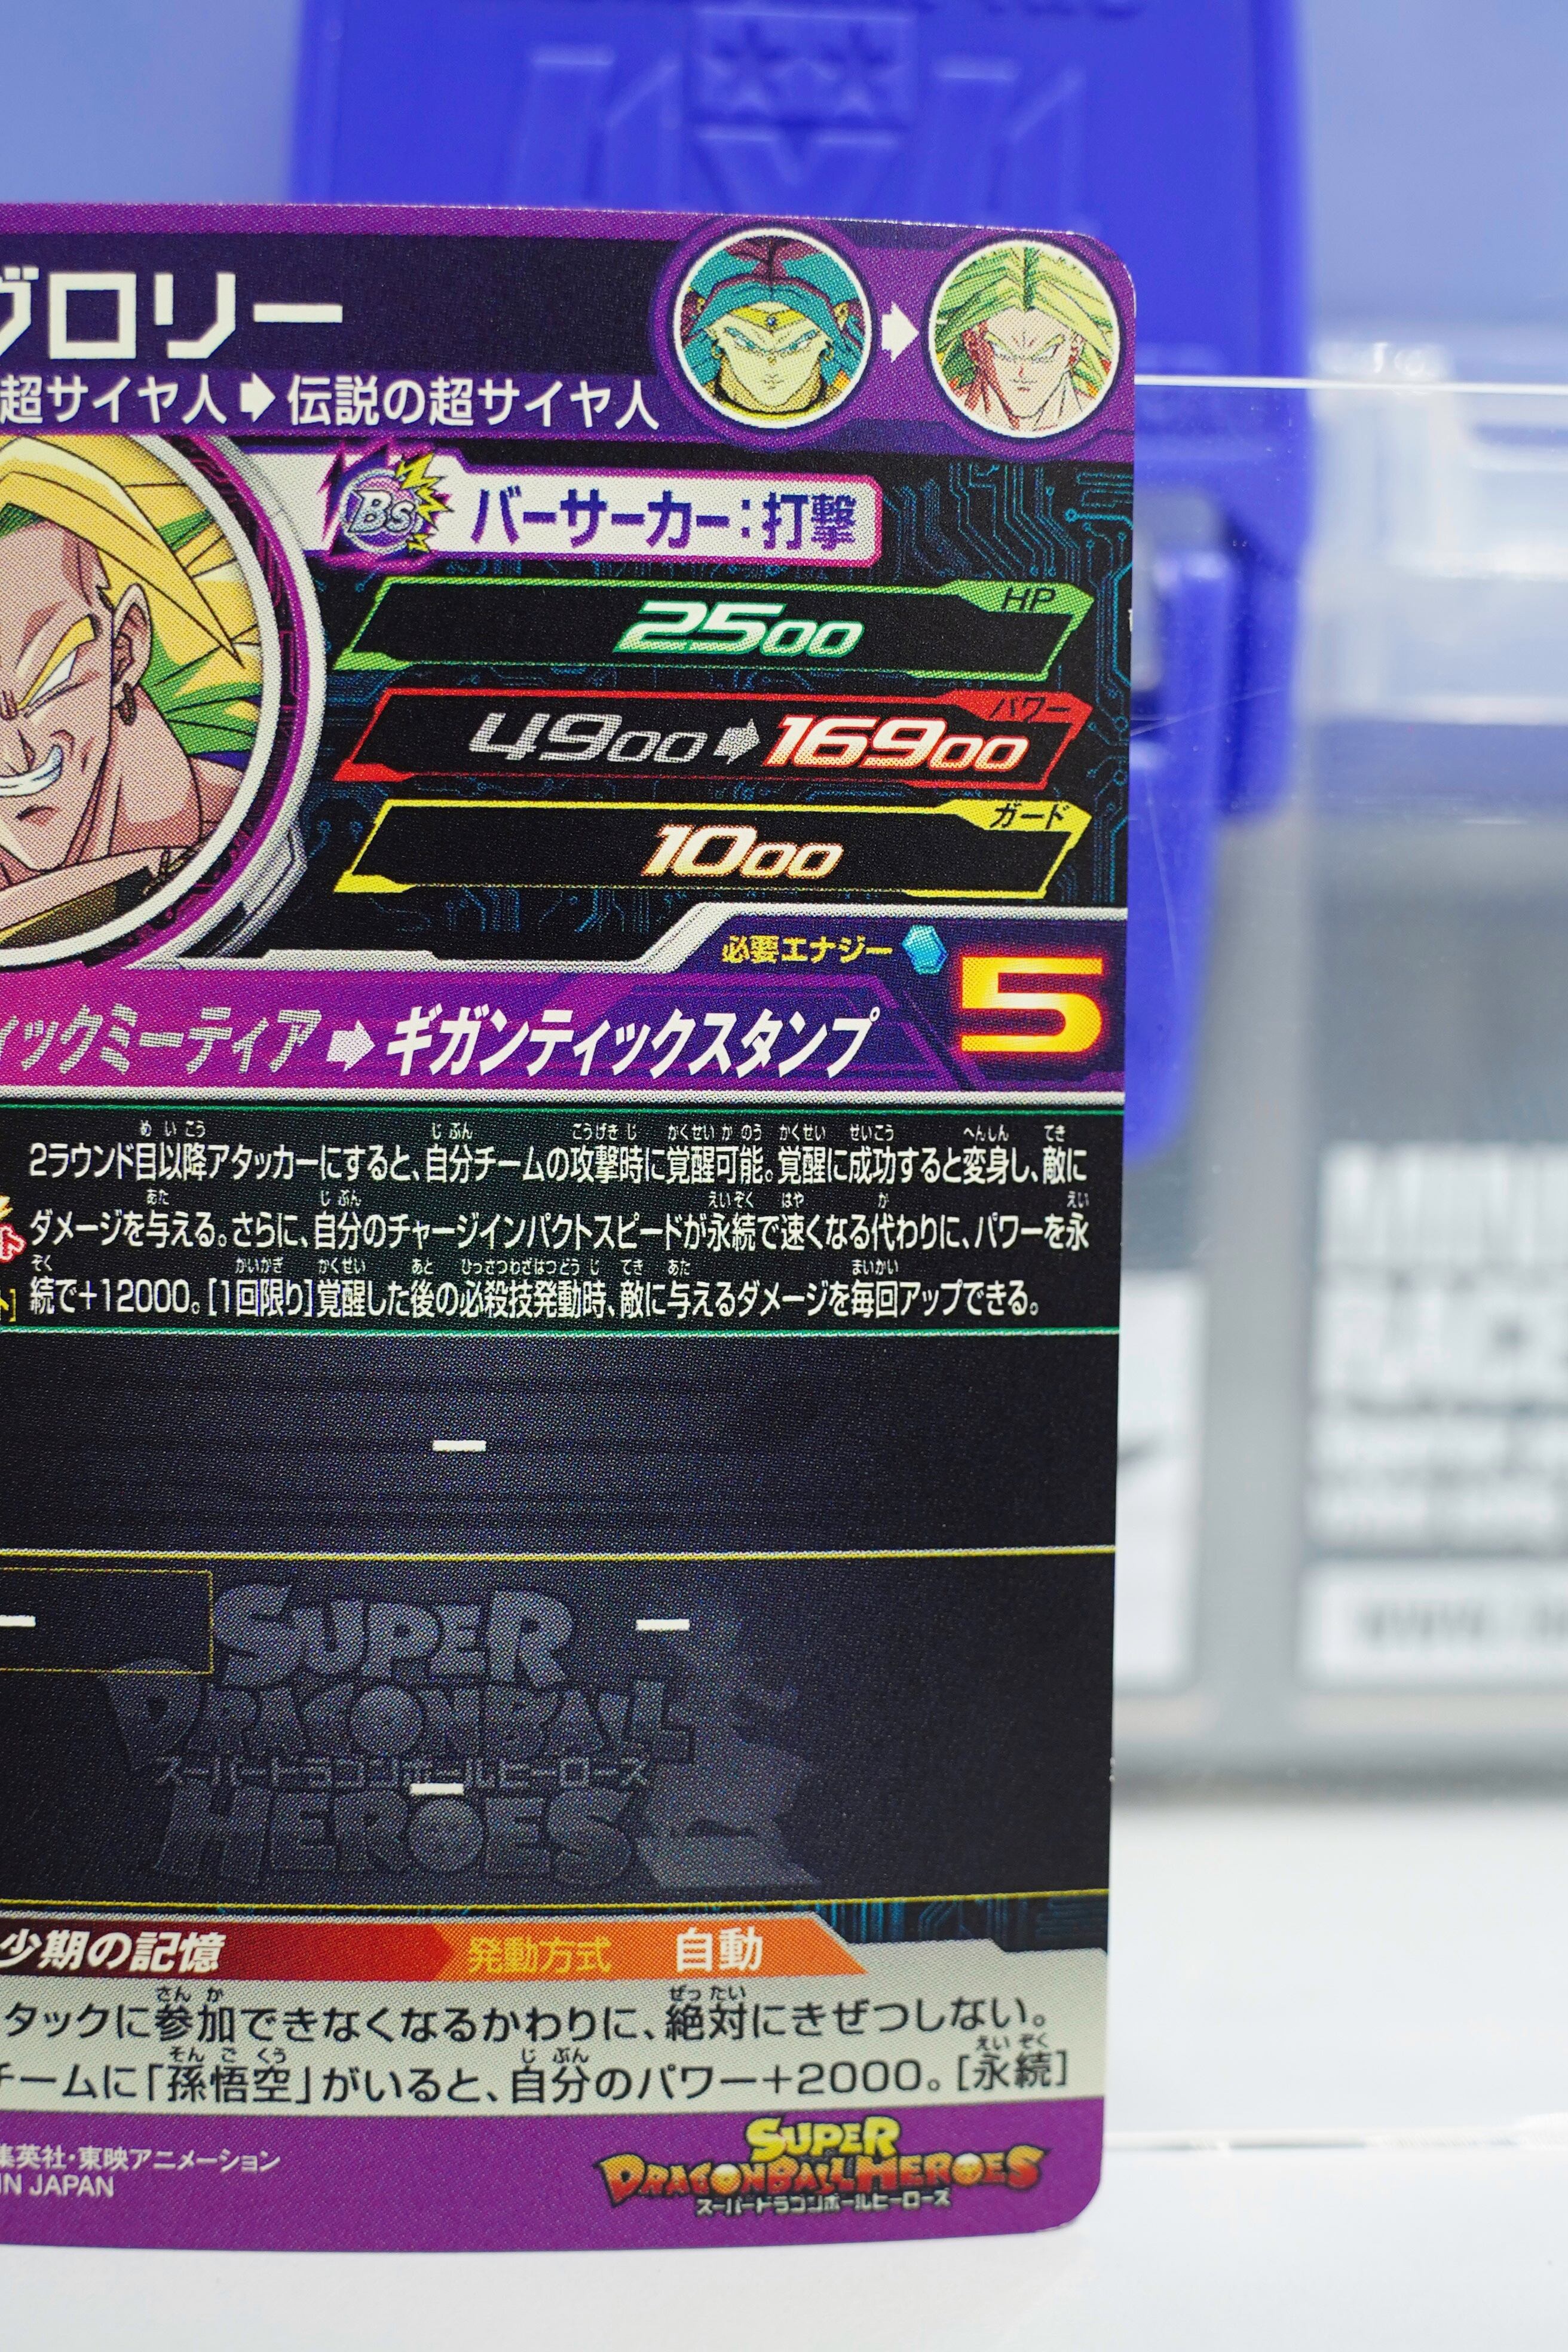 ブロリー
超サイヤ人➡伝説の超サイヤ人
Bs バーサーカー:打撃
HP
2500
パワー
4900➡16900
ガード
1000
必要エナジー 5
ィックミーティア➡ギガンティックスタンプ
2ラウンド目以降アタッカーにすると、自分チームの攻撃時に覚醒可能。覚醒に成功すると変身し、敵に
ダメージを与える。さらに、自分のチャージインパクトスピードが永続で速くなる代わりに、パワーを永
続で+12000。[1回限り]覚醒した後の必殺技発動時、敵に与えるダメージを毎回アップできる。
ー
ー ー
SUPER
DRAGONBALL
スーパードラゴンボールヒーローズ
ー
HEROES
少期の記憶 発動方式 自動
タックに参加できなくなるかわりに、絶対にきぜつしない。
チームに「孫悟空」がいると、自分のパワー+2000。[永続]
集英社・東映アニメーション
IN JAPAN
SUPER
DRAGONBALL HEROES
スーパードラゴンボールヒーローズ